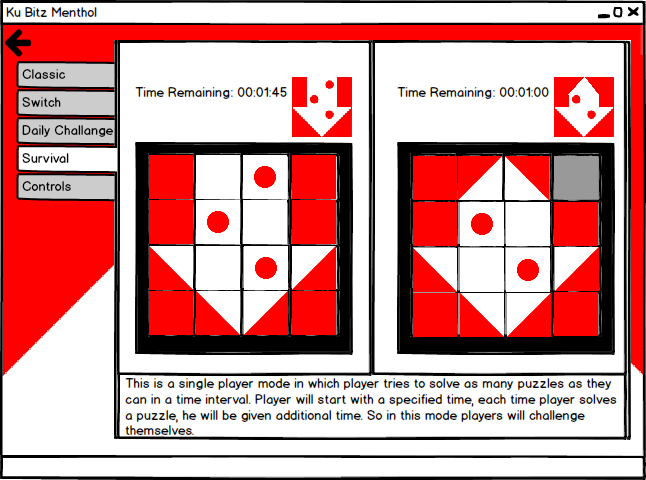 Ku Bitz Menthol
Classic
Switch
Daily Challange
Survival
Controls
Time Remaining: 00:01:45
Time Remaining: 00:01:00
This is a single player mode in which player tries to solve as many puzzles as they
can in a time interval. Player will start with a specified time, each time player solves
a puzzle, he will be given additional time. So in this mode players will challenge
themselves.